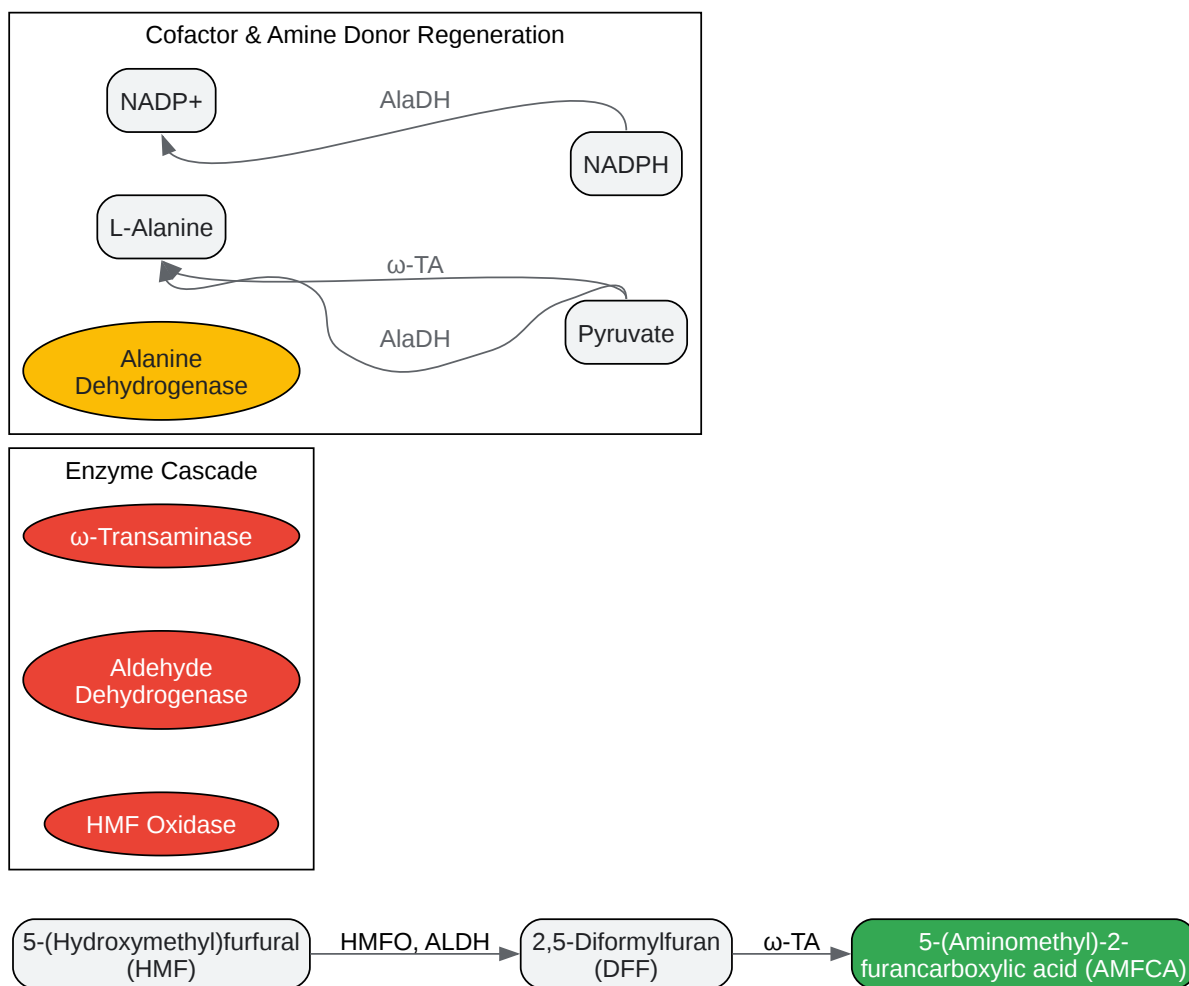 Cofactor & Amine Donor Regeneration
NADP+
AlaDH
NADPH
L-Alanine
ω-TA
AlaDH
Pyruvate
Alanine
Dehydrogenase
Enzyme Cascade
ω-Transaminase
Aldehyde
Dehydrogenase
HMF Oxidase
5-(Hydroxymethyl)furfural
(HMF)
HMFO, ALDH
2,5-Diformylfuran
(DFF)
ω-TA
5-(Aminomethyl)-2-
furancarboxylic acid (AMFCA)